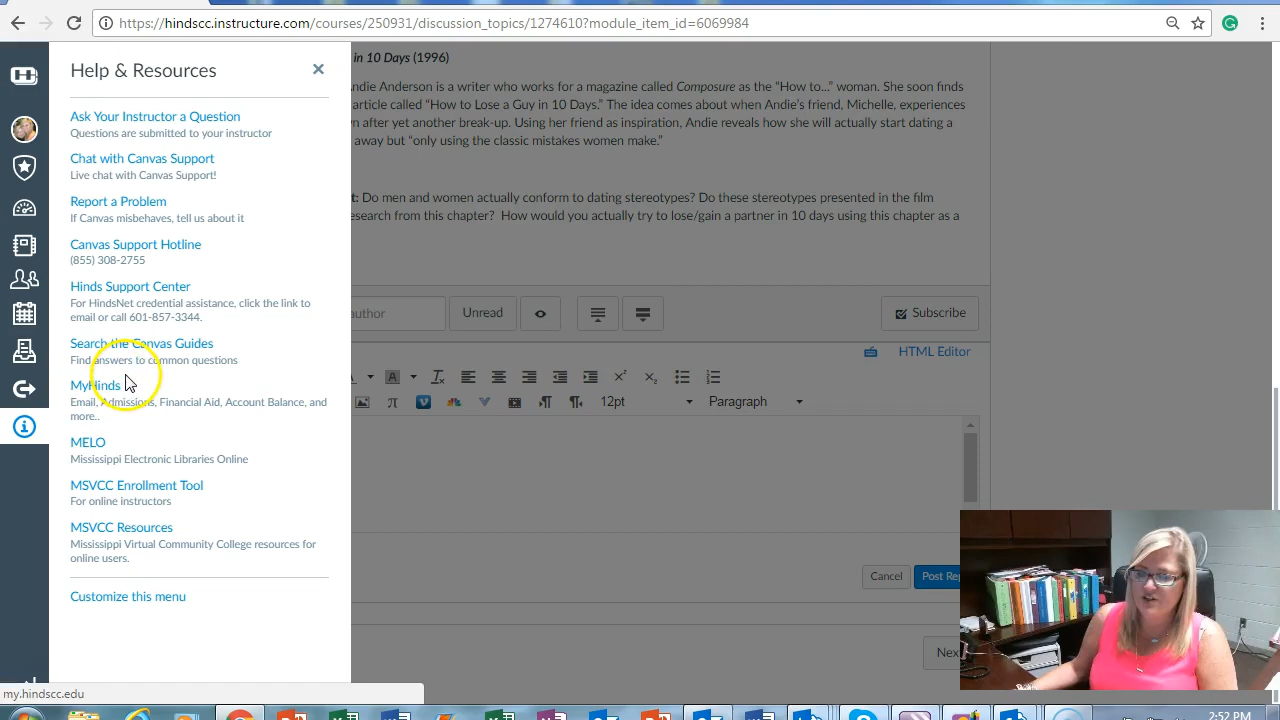 https://hindscc.instructure.com/courses/250931/discussion_topics/1274610?module_item_id=6069984
Help & Resources
Ask Your Instructor a Question
Questions are submitted to your instructor
Chat with Canvas Support
Live chat with Canvas Support!
Report a Problem
If Canvas misbehaves, tell us about it
Canvas Support Hotline
(855) 308-2755
Hinds Support Center
For HindsNet credential assistance, click the link to
email or call 601-857-3344.
Search the Canvas Guides
Find answers to common questions
MyHinds
Email, Admissions, Financial Aid, Account Balance, and
more..
MELO
Mississippi Electronic Libraries Online
MSVCC Enrollment Tool
For online instructors
MSVCC Resources
Mississippi Virtual Community College resources for
online users.
Customize this menu
in 10 Days (1996)
ndie Anderson is a writer who works for a magazine called Composure as the “How to...” woman. She soon finds
article called “How to Lose a Guy in 10 Days.” The idea comes about when Andie’s friend, Michelle, experiences
n after yet another break-up. Using her friend as inspiration, Andie reveals how she will actually start dating a
away but “only using the classic mistakes women make.”
t: Do men and women actually conform to dating stereotypes? Do these stereotypes presented in the film
esearch from this chapter? How would you actually try to lose/gain a partner in 10 days using this chapter as a
author
Unread
Subscribe
HTML Editor
12pt
Paragraph
Cancel
Post Rep
Nex
my.hindscc.edu
2:52 PM